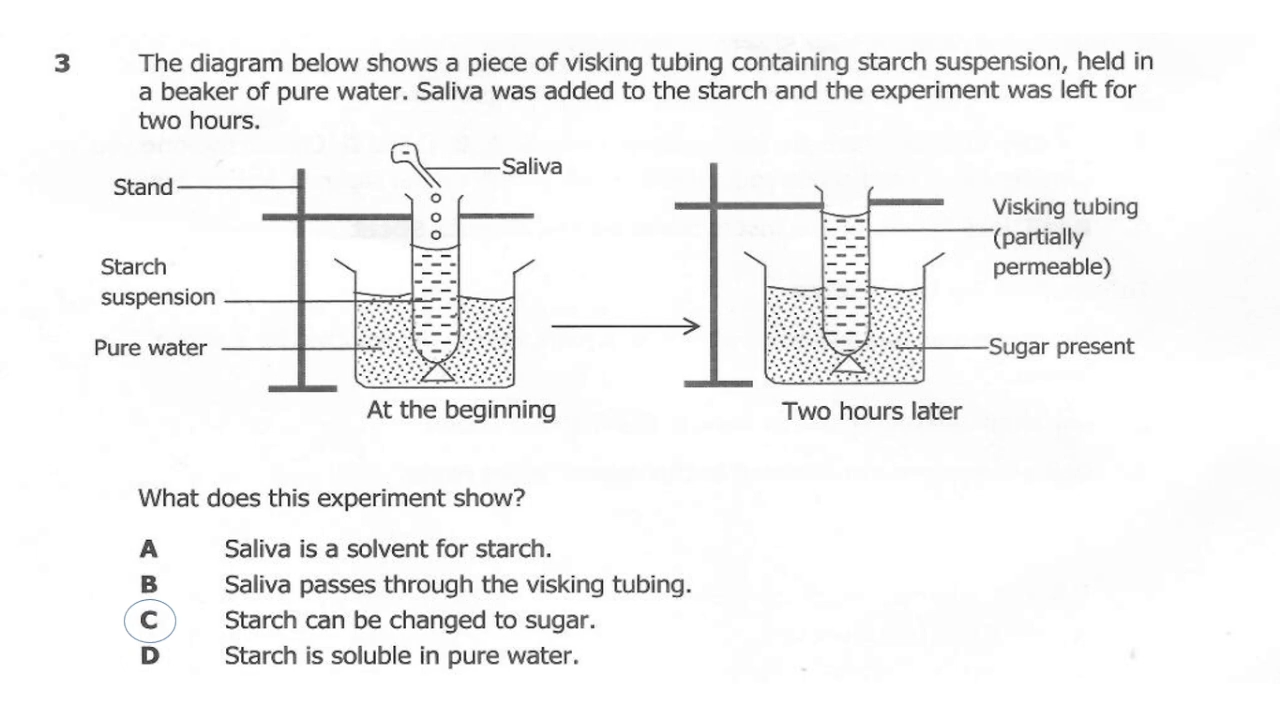 3 The diagram below shows a piece of visking tubing containing starch suspension, held in
a beaker of pure water. Saliva was added to the starch and the experiment was left for
two hours.
Saliva
Stand
Starch
suspension
Pure water
At the beginning
Visking tubing
(partially
permeable)
Sugar present
Two hours later
What does this experiment show?
A Saliva is a solvent for starch.
B Saliva passes through the visking tubing.
C Starch can be changed to sugar.
D Starch is soluble in pure water.